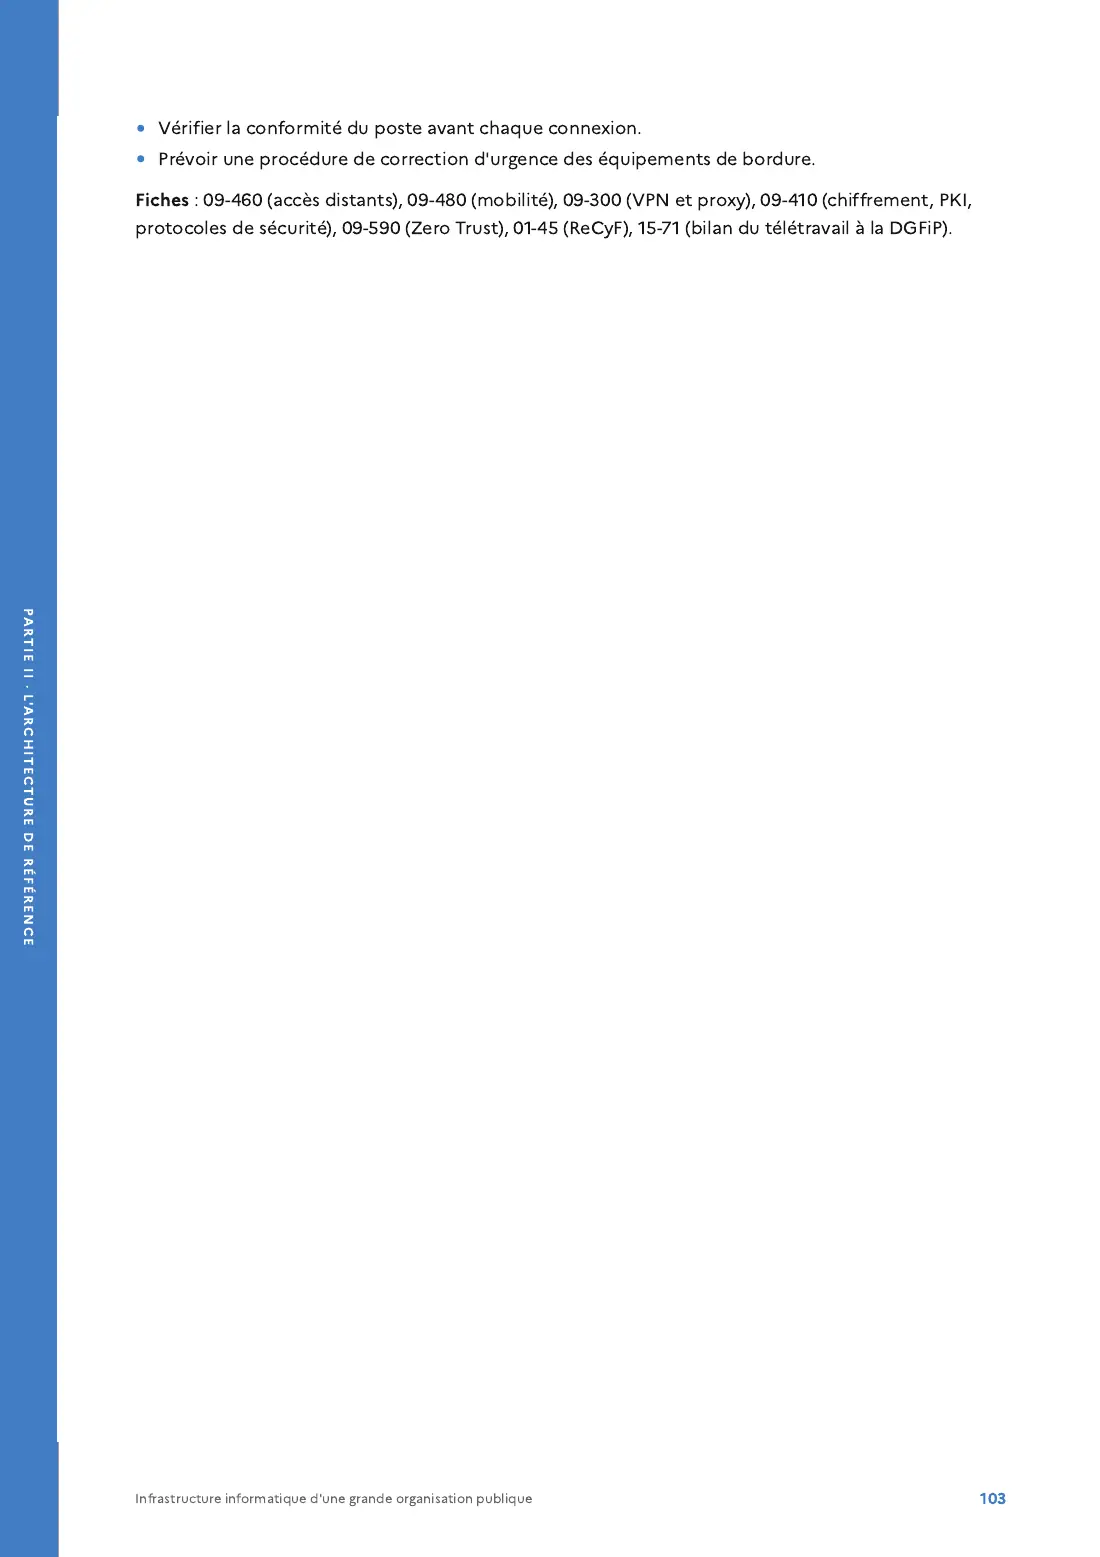 • Vérifier la conformité du poste avant chaque connexion.
• Prévoir une procédure de correction d'urgence des équipements de bordure.
Fiches : 09-460 (accès distants), 09-480 (mobilité), 09-300 (VPN et proxy), 09-410 (chiffrement, PKI,
protocoles de sécurité), 09-590 (Zero Trust), 01-45 (ReCyF), 15-71 (bilan du télétravail à la DGFiP).
PARTIE II · L'ARCHITECTURE DE RÉFÉRENCE
Infrastructure informatique d'une grande organisation publique
103